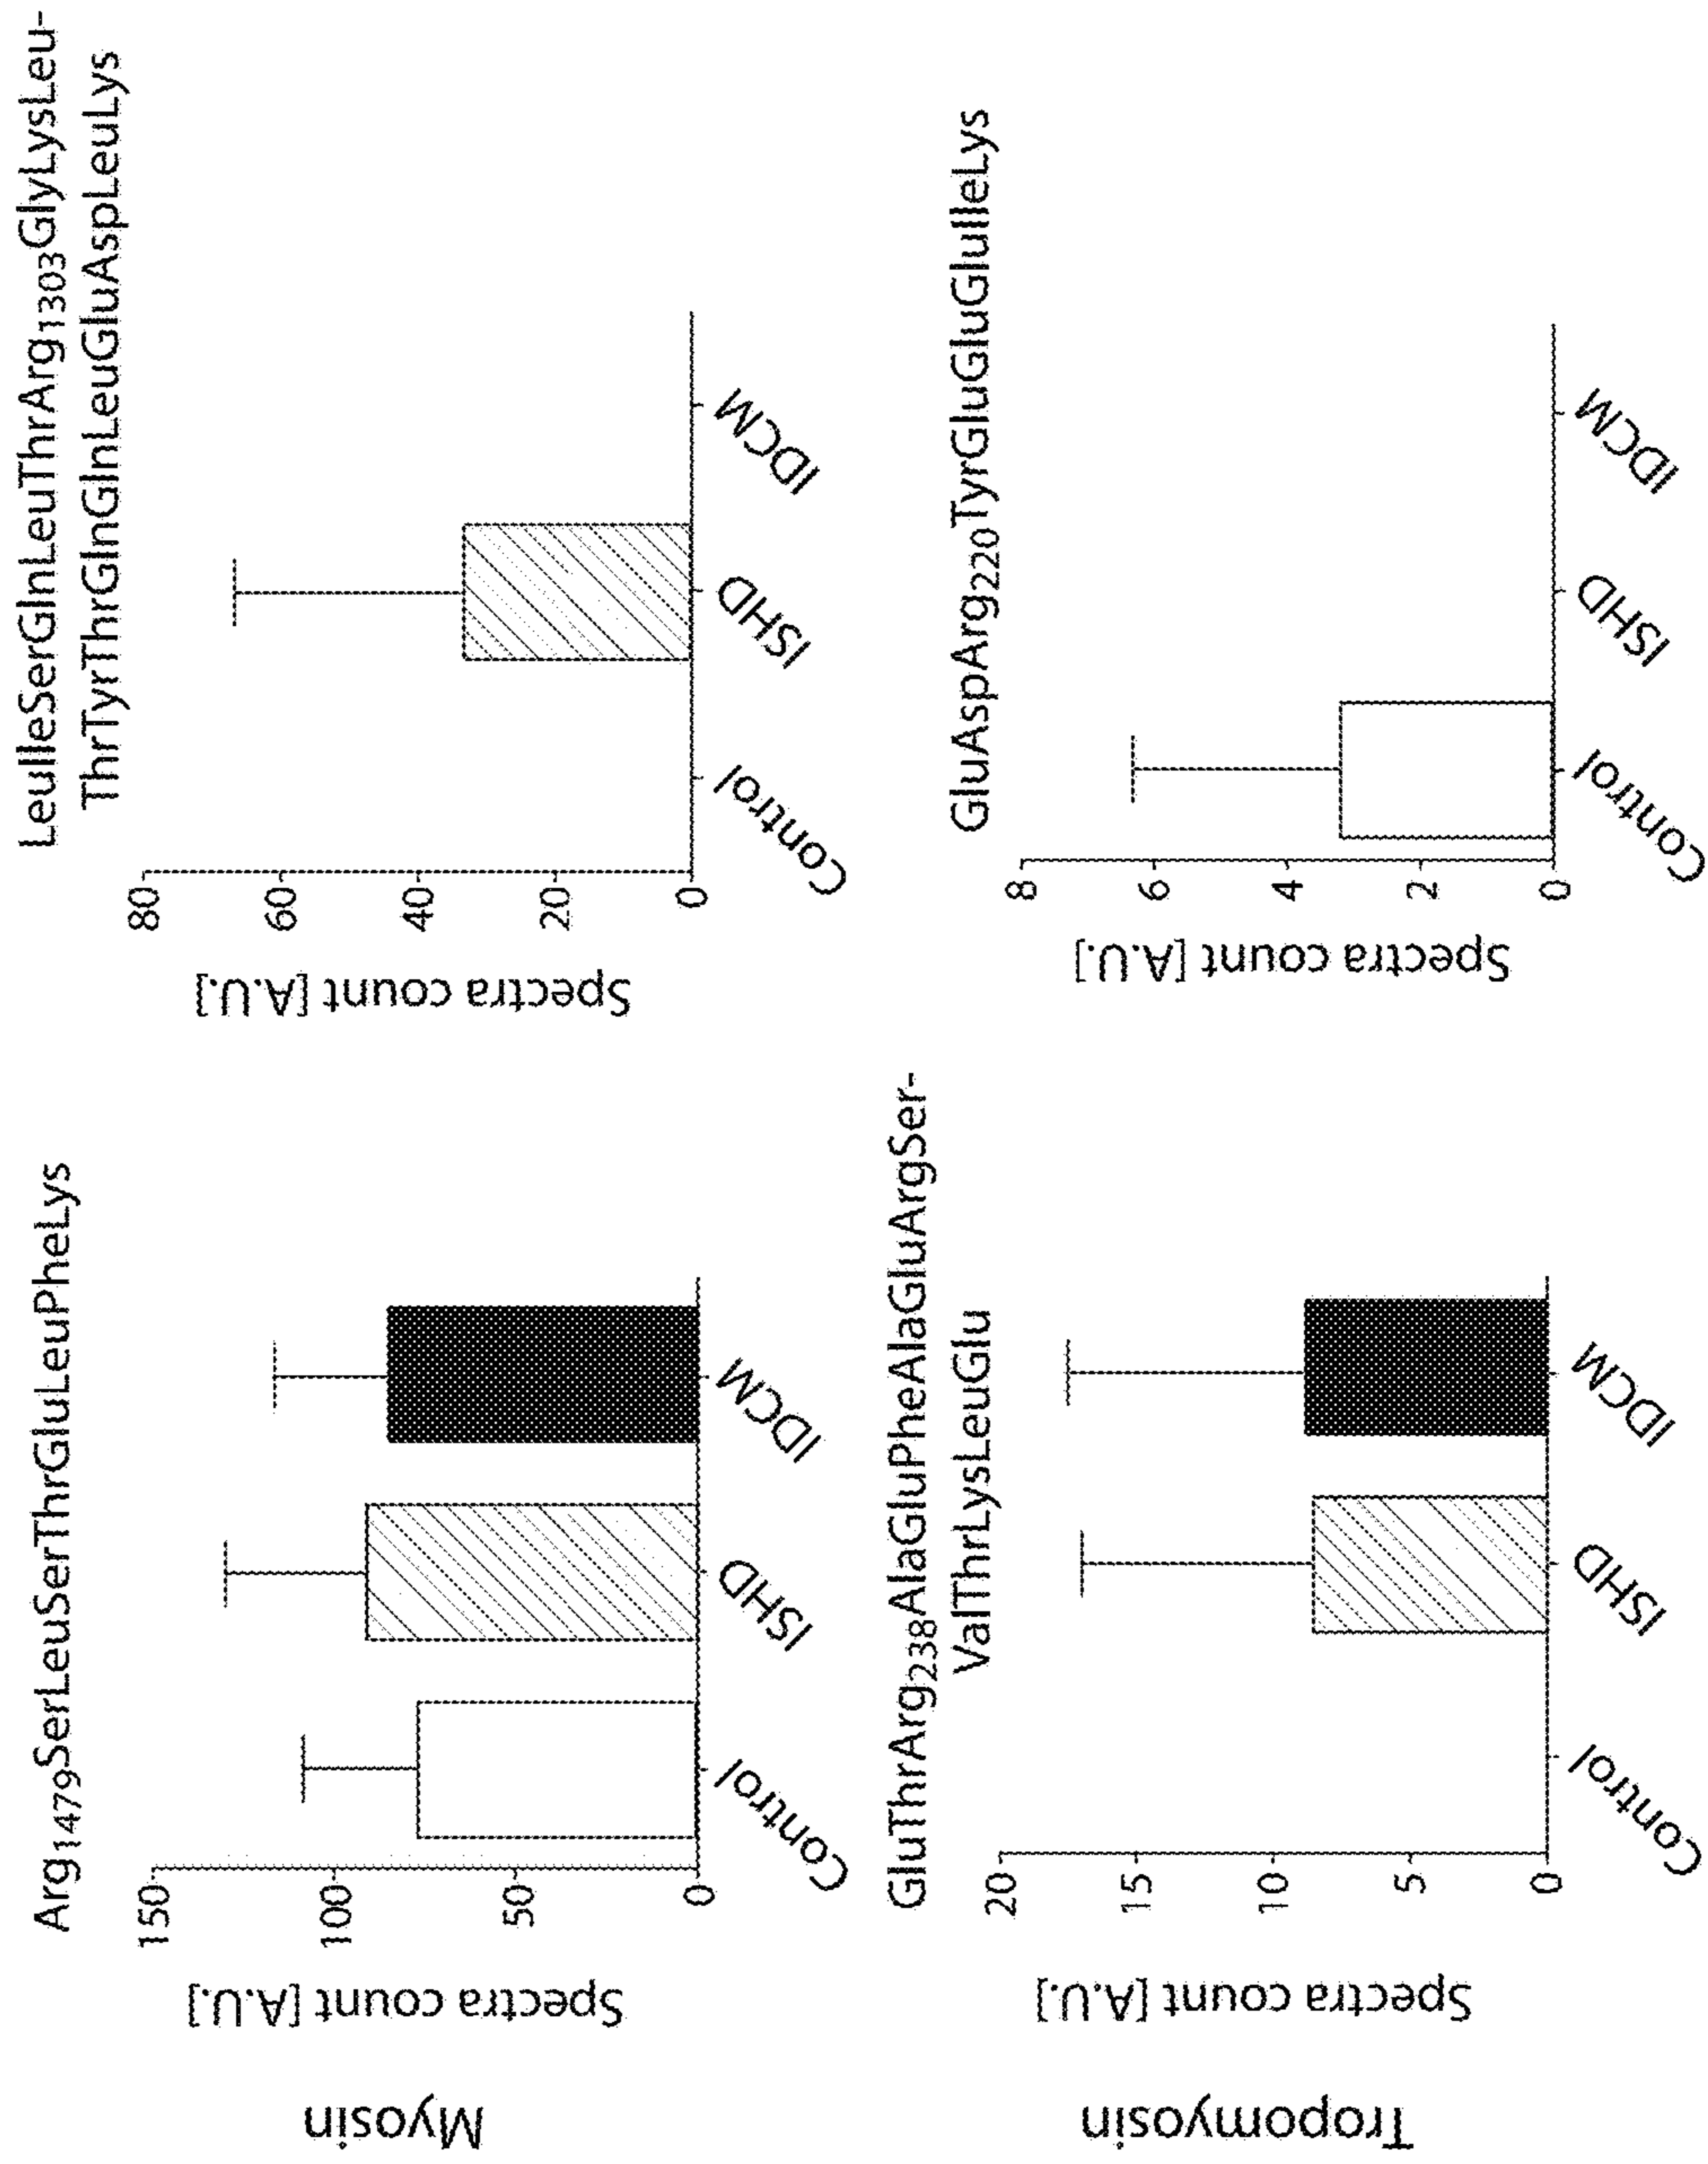 Myosin
Arg1479SerLeuSerThrGluLeuPheLys
Spectra count [A.U.]
150
100
50
0
Control
ISHD
IDCM
LeuIleSerGlnLeuThrArg1303GlyLysLeu-
ThrTyrThrGlnGlnLeuGluAspLeuLys
Spectra count [A.U.]
80
60
40
20
0
Control
ISHD
IDCM
Tropomyosin
GluThrArg238AlaGluPheAlaGluArgSer-
ValThrLysLeuGlu
Spectra count [A.U.]
20
15
10
5
0
Control
ISHD
IDCM
GluAspArg220TyrGluGluGluIleLys
Spectra count [A.U.]
8
6
4
2
0
Control
ISHD
IDCM